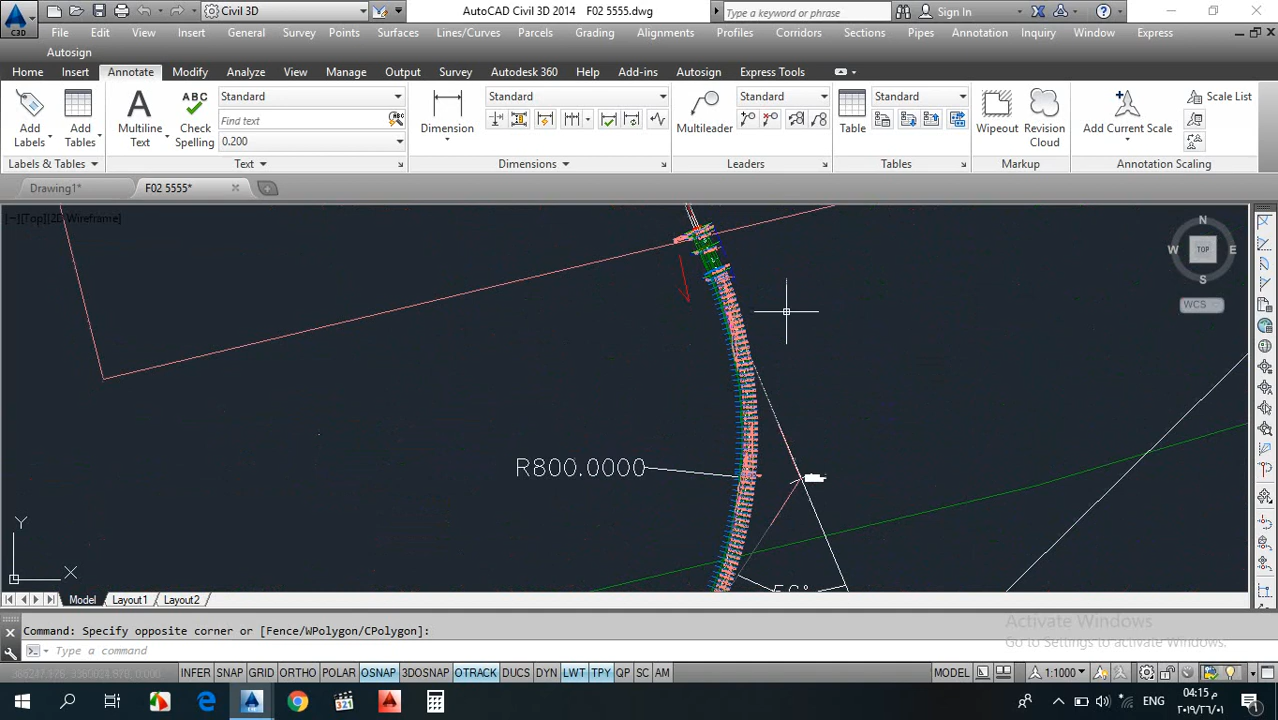 C3D
Civil 3D
AutoCAD Civil 3D 2014 F02 5555.dwg
Type a keyword or phrase
Sign In
File Edit View Insert General Survey Points Surfaces Lines/Curves Parcels Grading Alignments Profiles Corridors Sections Pipes Annotation Inquiry Window Express
Autosign
Home Insert Annotate Modify Analyze View Manage Output Survey Autodesk 360 Help Add-ins Autosign Express Tools
Add Labels
Add Tables
Multiline Text
ABC
Check Spelling
Standard
Find text
0.200
Dimension
Standard
Multileader
Standard
Table
Standard
Wipeout
Revision Cloud
Add Current Scale
Scale List
Labels & Tables Text Dimensions Leaders Tables Markup Annotation Scaling
Drawing1* F02 5555*
[−][Top][2D Wireframe]
N
W TOP E
S
WCS
R800.0000
Y
X
Model Layout1 Layout2
Activate Windows
Go to Settings to activate Windows.
Command: Specify opposite corner or [Fence/WPolygon/CPolygon]:
Type a command
INFER SNAP GRID ORTHO POLAR OSNAP 3DOSNAP OTRACK DUCS DYN LWT TPY QP SC AM
MODEL 1:1000
321
ENG
04:15 م
٢٠١٩/٠٦/٠١
1